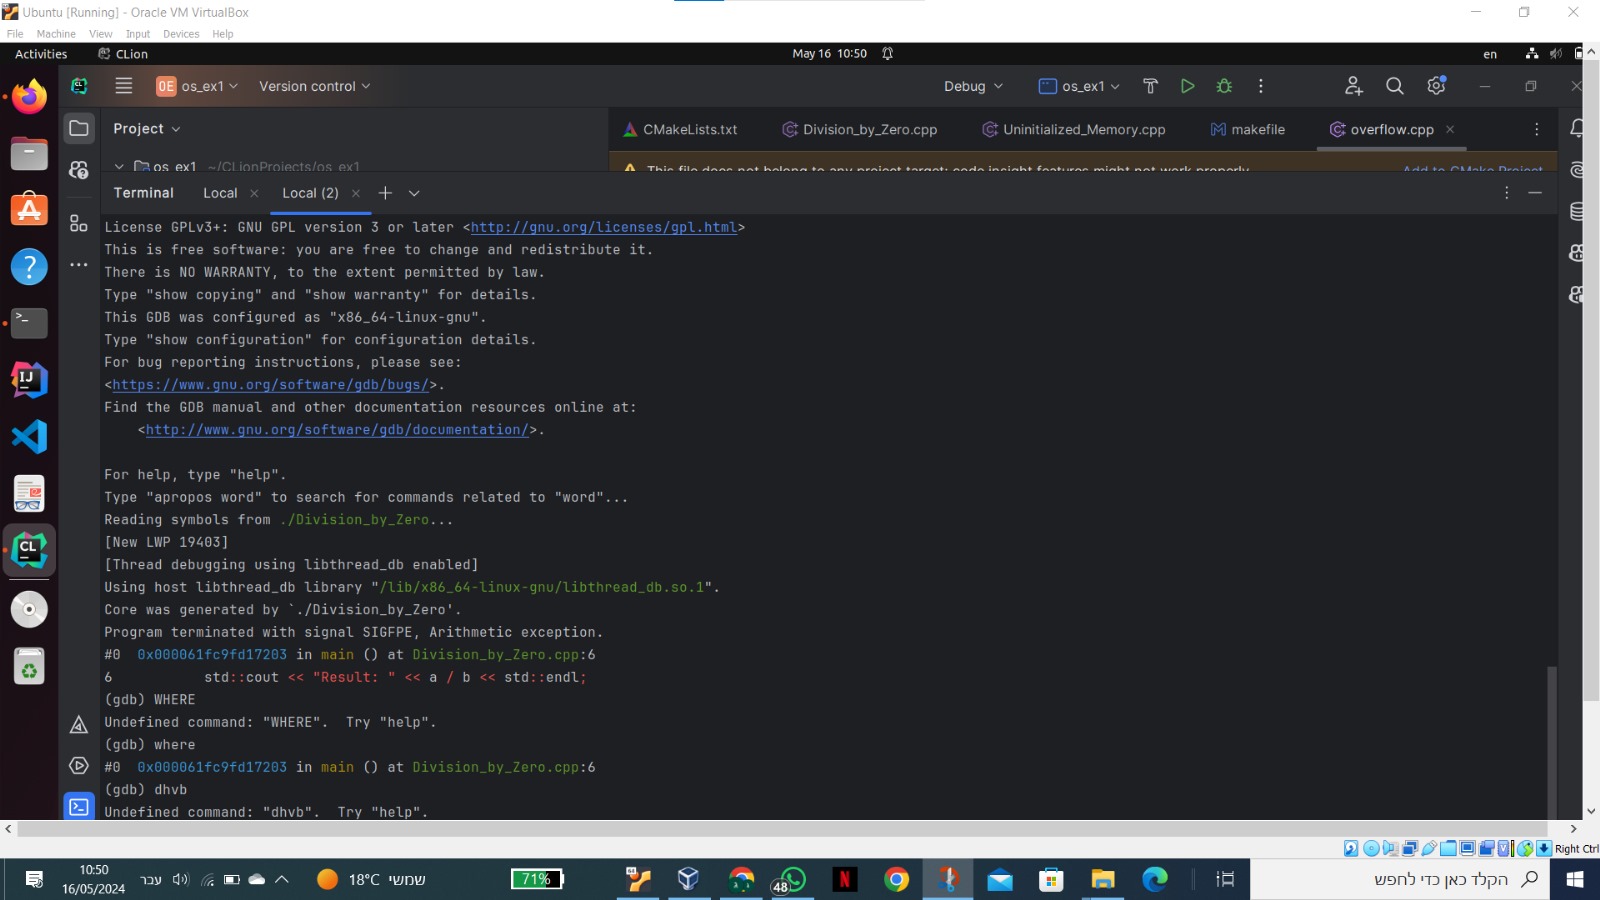 Ubuntu [Running] - Oracle VM VirtualBox
File Machine View Input Devices Help
Activities CLion May 16 10:50 en
OE os_ex1 Version control Debug os_ex1
Project CMakeLists.txt Division_by_Zero.cpp Uninitialized_Memory.cpp makefile overflow.cpp
os_ex1 ~/CLionProjects/os_ex1 This file does not belong to any project target; code insight features might not work properly. Add to CMake Project
Terminal Local Local (2)
License GPLv3+: GNU GPL version 3 or later <http://gnu.org/licenses/gpl.html>
This is free software: you are free to change and redistribute it.
There is NO WARRANTY, to the extent permitted by law.
Type "show copying" and "show warranty" for details.
This GDB was configured as "x86_64-linux-gnu".
Type "show configuration" for configuration details.
For bug reporting instructions, please see:
<https://www.gnu.org/software/gdb/bugs/>.
Find the GDB manual and other documentation resources online at:
<http://www.gnu.org/software/gdb/documentation/>.
For help, type "help".
Type "apropos word" to search for commands related to "word"...
Reading symbols from ./Division_by_Zero...
[New LWP 19403]
[Thread debugging using libthread_db enabled]
Using host libthread_db library "/lib/x86_64-linux-gnu/libthread_db.so.1".
Core was generated by `./Division_by_Zero'.
Program terminated with signal SIGFPE, Arithmetic exception.
#0 0x000061fc9fd17203 in main () at Division_by_Zero.cpp:6
6 std::cout << "Result: " << a / b << std::endl;
(gdb) WHERE
Undefined command: "WHERE". Try "help".
(gdb) where
#0 0x000061fc9fd17203 in main () at Division_by_Zero.cpp:6
(gdb) dhvb
Undefined command: "dhvb". Try "help".
Right Ctrl
10:50
16/05/2024
עבר
18°C שמשי
71%
48
הקלד כאן כדי לחפש